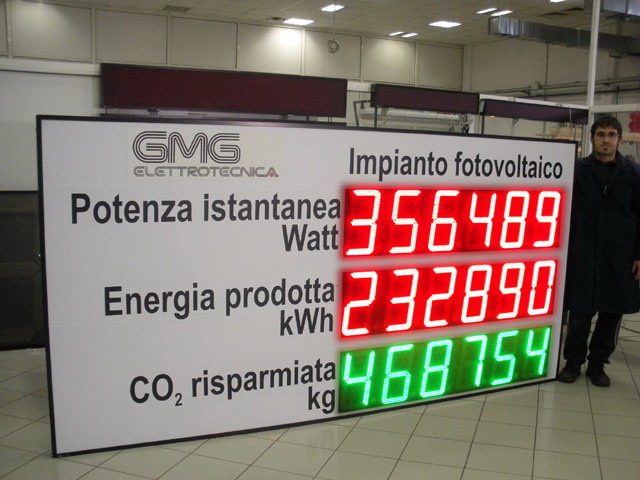 GMG
ELETTROTECNICA
Impianto fotovoltaico
Potenza istantanea
Watt
356489
Energia prodotta
kWh
232890
CO2 risparmiata
kg
468754